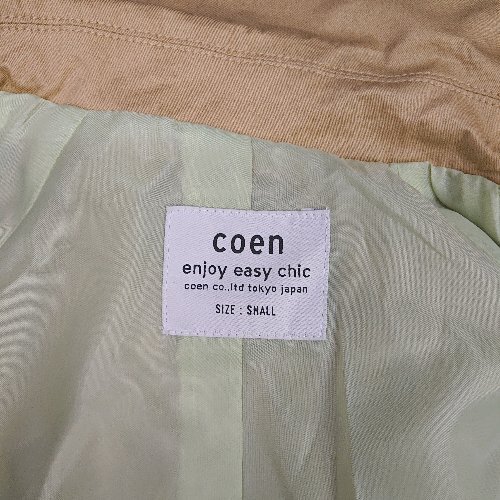 coen
enjoy easy chic
coen co.,ltd tokyo japan
SIZE : SMALL